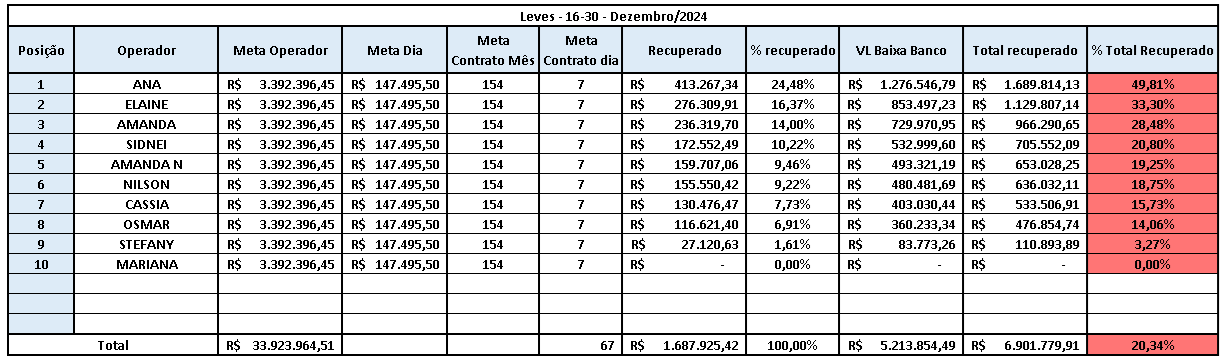 Leves - 16-30 - Dezembro/2024
Posição Operador Meta Operador Meta Dia Meta Contrato Mês Meta Contrato dia Recuperado % recuperado VL Baixa Banco Total recuperado % Total Recuperado
1 ANA R$ 3.392.396,45 R$ 147.495,50 154 7 R$ 413.267,34 24,48% R$ 1.276.546,79 R$ 1.689.814,13 49,81%
2 ELAINE R$ 3.392.396,45 R$ 147.495,50 154 7 R$ 276.309,91 16,37% R$ 853.497,23 R$ 1.129.807,14 33,30%
3 AMANDA R$ 3.392.396,45 R$ 147.495,50 154 7 R$ 236.319,70 14,00% R$ 729.970,95 R$ 966.290,65 28,48%
4 SIDNEI R$ 3.392.396,45 R$ 147.495,50 154 7 R$ 172.552,49 10,22% R$ 532.999,60 R$ 705.552,09 20,80%
5 AMANDA N R$ 3.392.396,45 R$ 147.495,50 154 7 R$ 159.707,06 9,46% R$ 493.321,19 R$ 653.028,25 19,25%
6 NILSON R$ 3.392.396,45 R$ 147.495,50 154 7 R$ 155.550,42 9,22% R$ 480.481,69 R$ 636.032,11 18,75%
7 CASSIA R$ 3.392.396,45 R$ 147.495,50 154 7 R$ 130.476,47 7,73% R$ 403.030,44 R$ 533.506,91 15,73%
8 OSMAR R$ 3.392.396,45 R$ 147.495,50 154 7 R$ 116.621,40 6,91% R$ 360.233,34 R$ 476.854,74 14,06%
9 STEFANY R$ 3.392.396,45 R$ 147.495,50 154 7 R$ 27.120,63 1,61% R$ 83.773,26 R$ 110.893,89 3,27%
10 MARIANA R$ 3.392.396,45 R$ 147.495,50 154 7 R$ - 0,00% R$ - R$ - 0,00%
Total R$ 33.923.964,51 67 R$ 1.687.925,42 100,00% R$ 5.213.854,49 R$ 6.901.779,91 20,34%